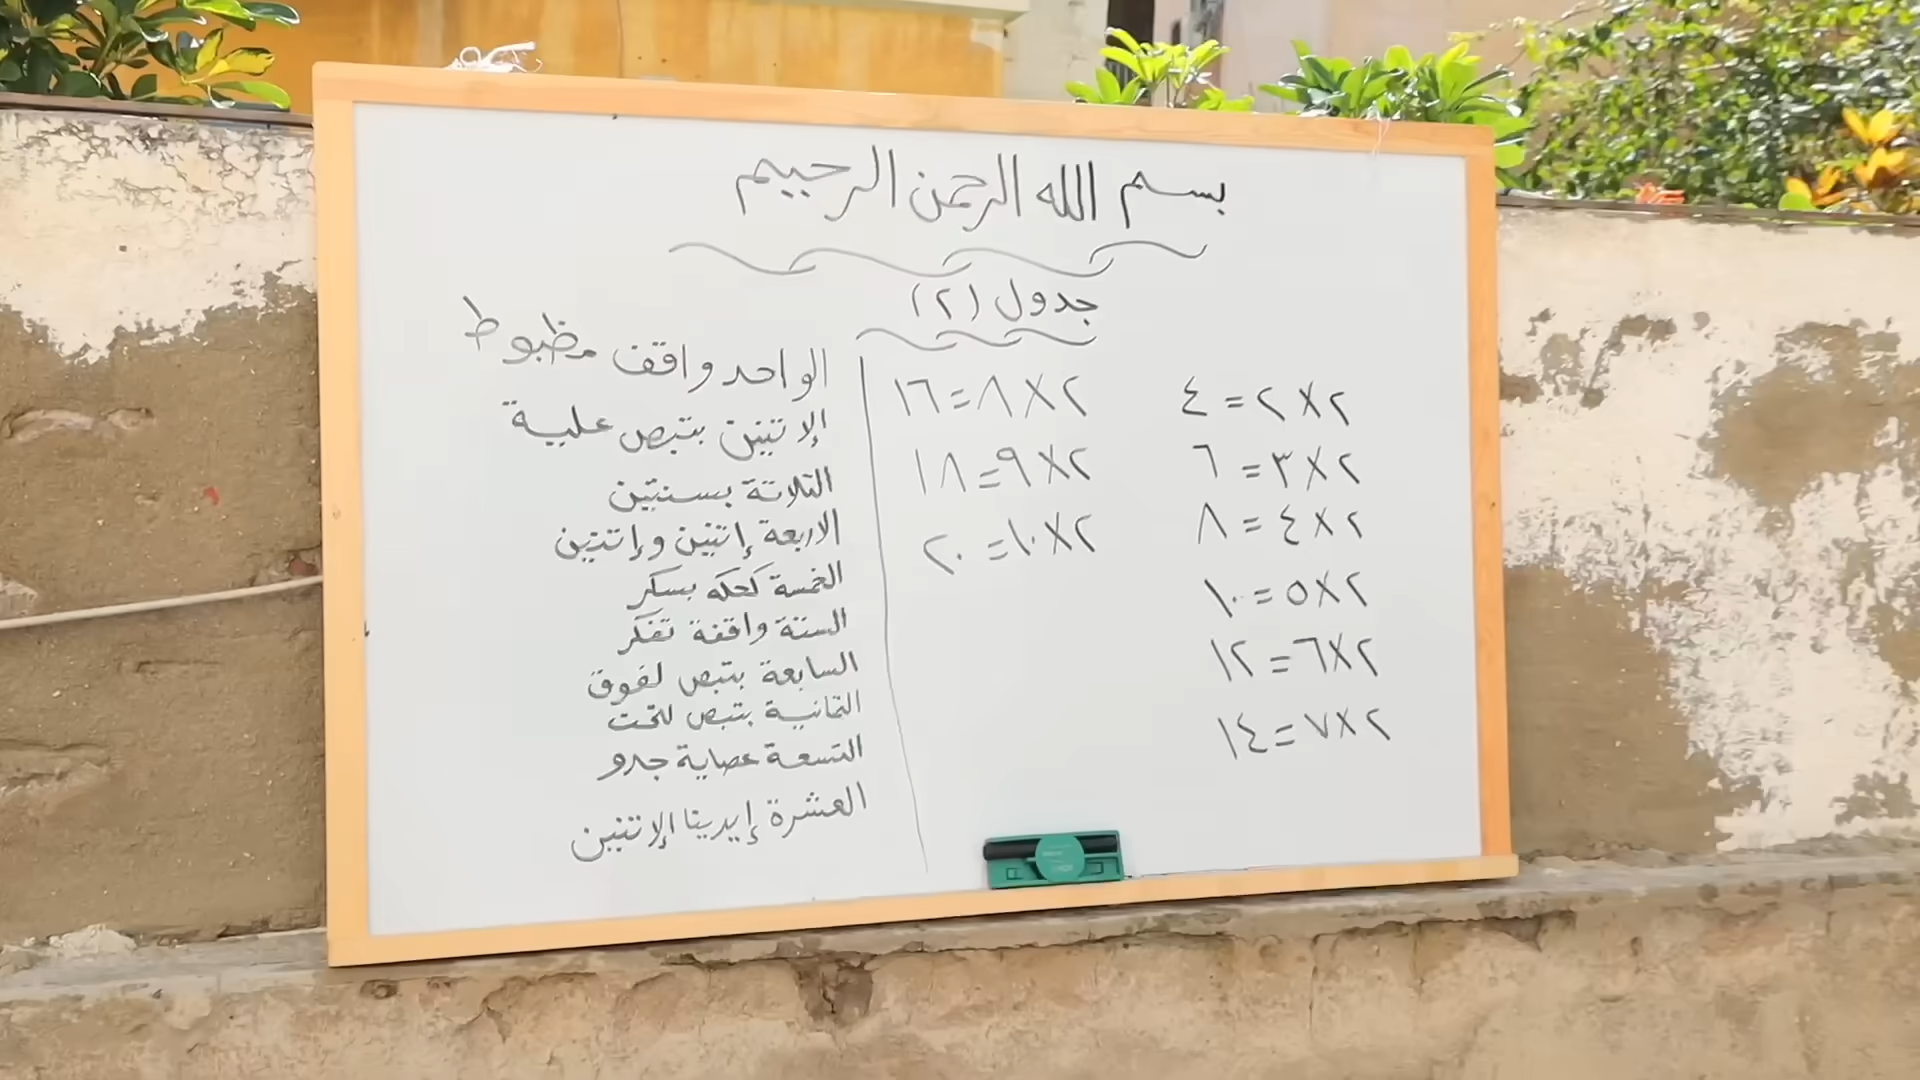 بسم الله الرحمن الرحيم
جدول (٢)
٢×٢=٤
٢×٣=٦
٢×٤=٨
٢×٥=١٠
٢×٦=١٢
٢×٧=١٤
٢×٨=١٦
٢×٩=١٨
٢×١٠=٢٠
الواحد واقف مظبوط
الإتنين بتبص علية
التلاتة بسنتين
الاربعة إتنين وإتنين
الخمسة كحكه بسكر
الستة واقفة تفكر
السابعة بتبص لفوق
التمانية بتبص لتحت
التسعة عصاية جدو
العشرة إيدينا الإتنين